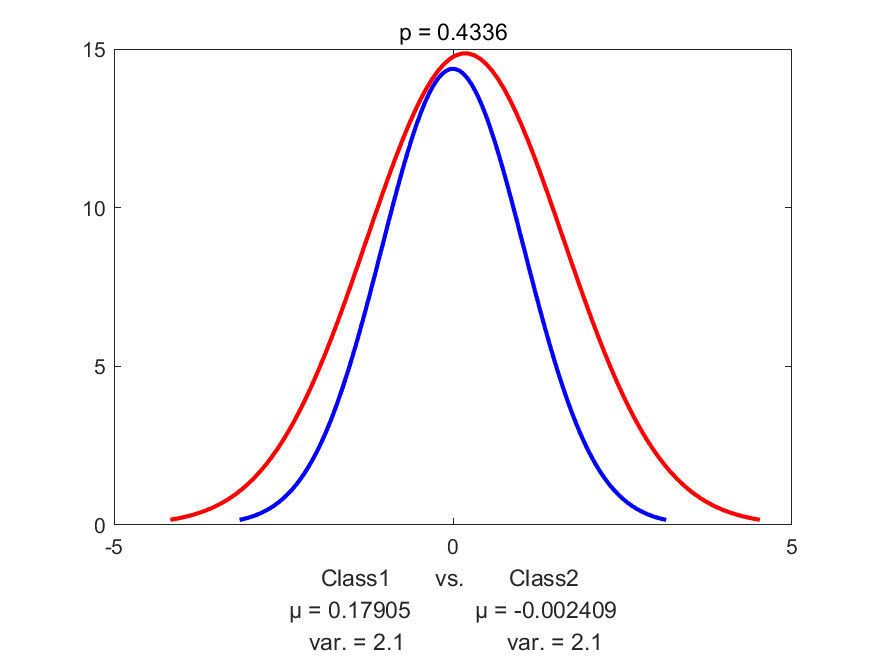 p = 0.4336
15
10
5
0
-5 0 5
Class1 vs. Class2
μ = 0.17905 μ = -0.002409
var. = 2.1 var. = 2.1